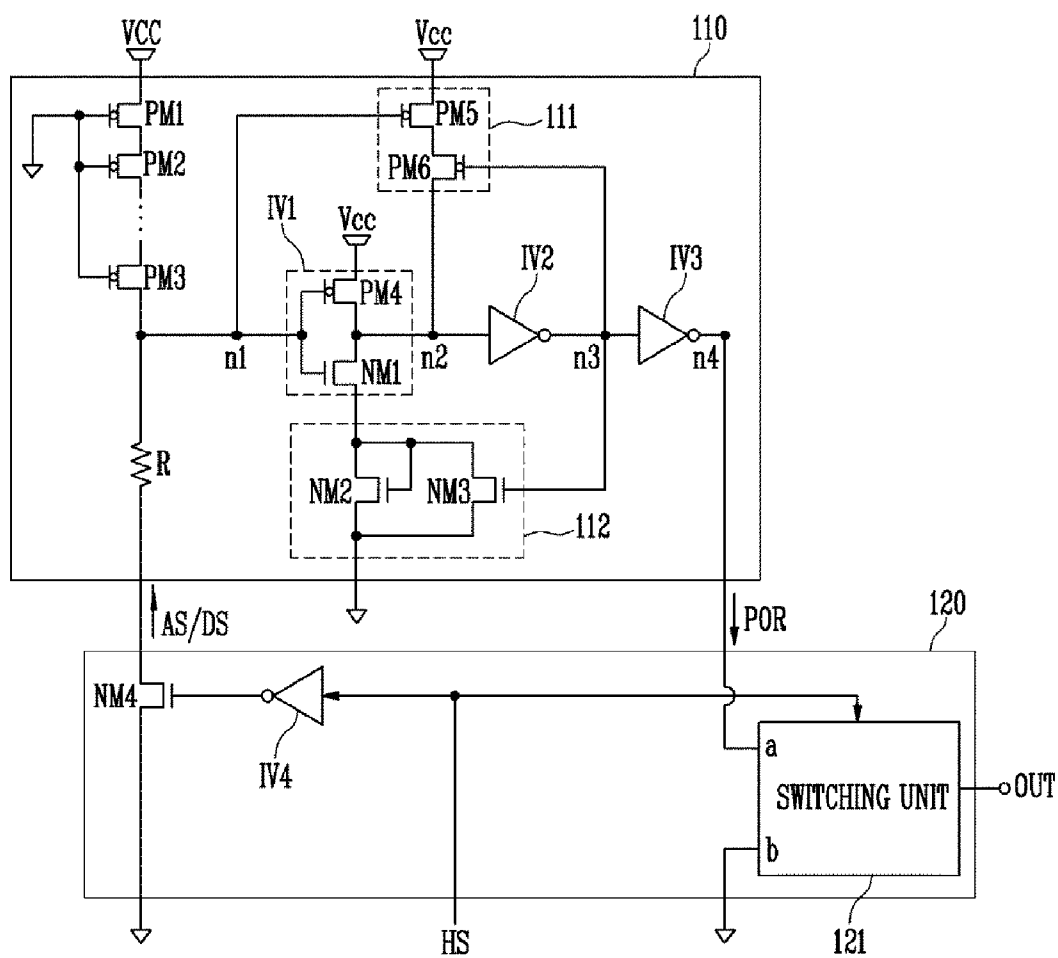 VCC
Vcc
110
PM1
PM5
111
PM2
PM6
IV1
Vcc
IV2
IV3
PM3
PM4
n1
n2
n3
n4
NM1
R
NM2
NM3
112
AS/DS
POR
120
NM4
IV4
a
SWITCHING UNIT
OUT
b
HS
121